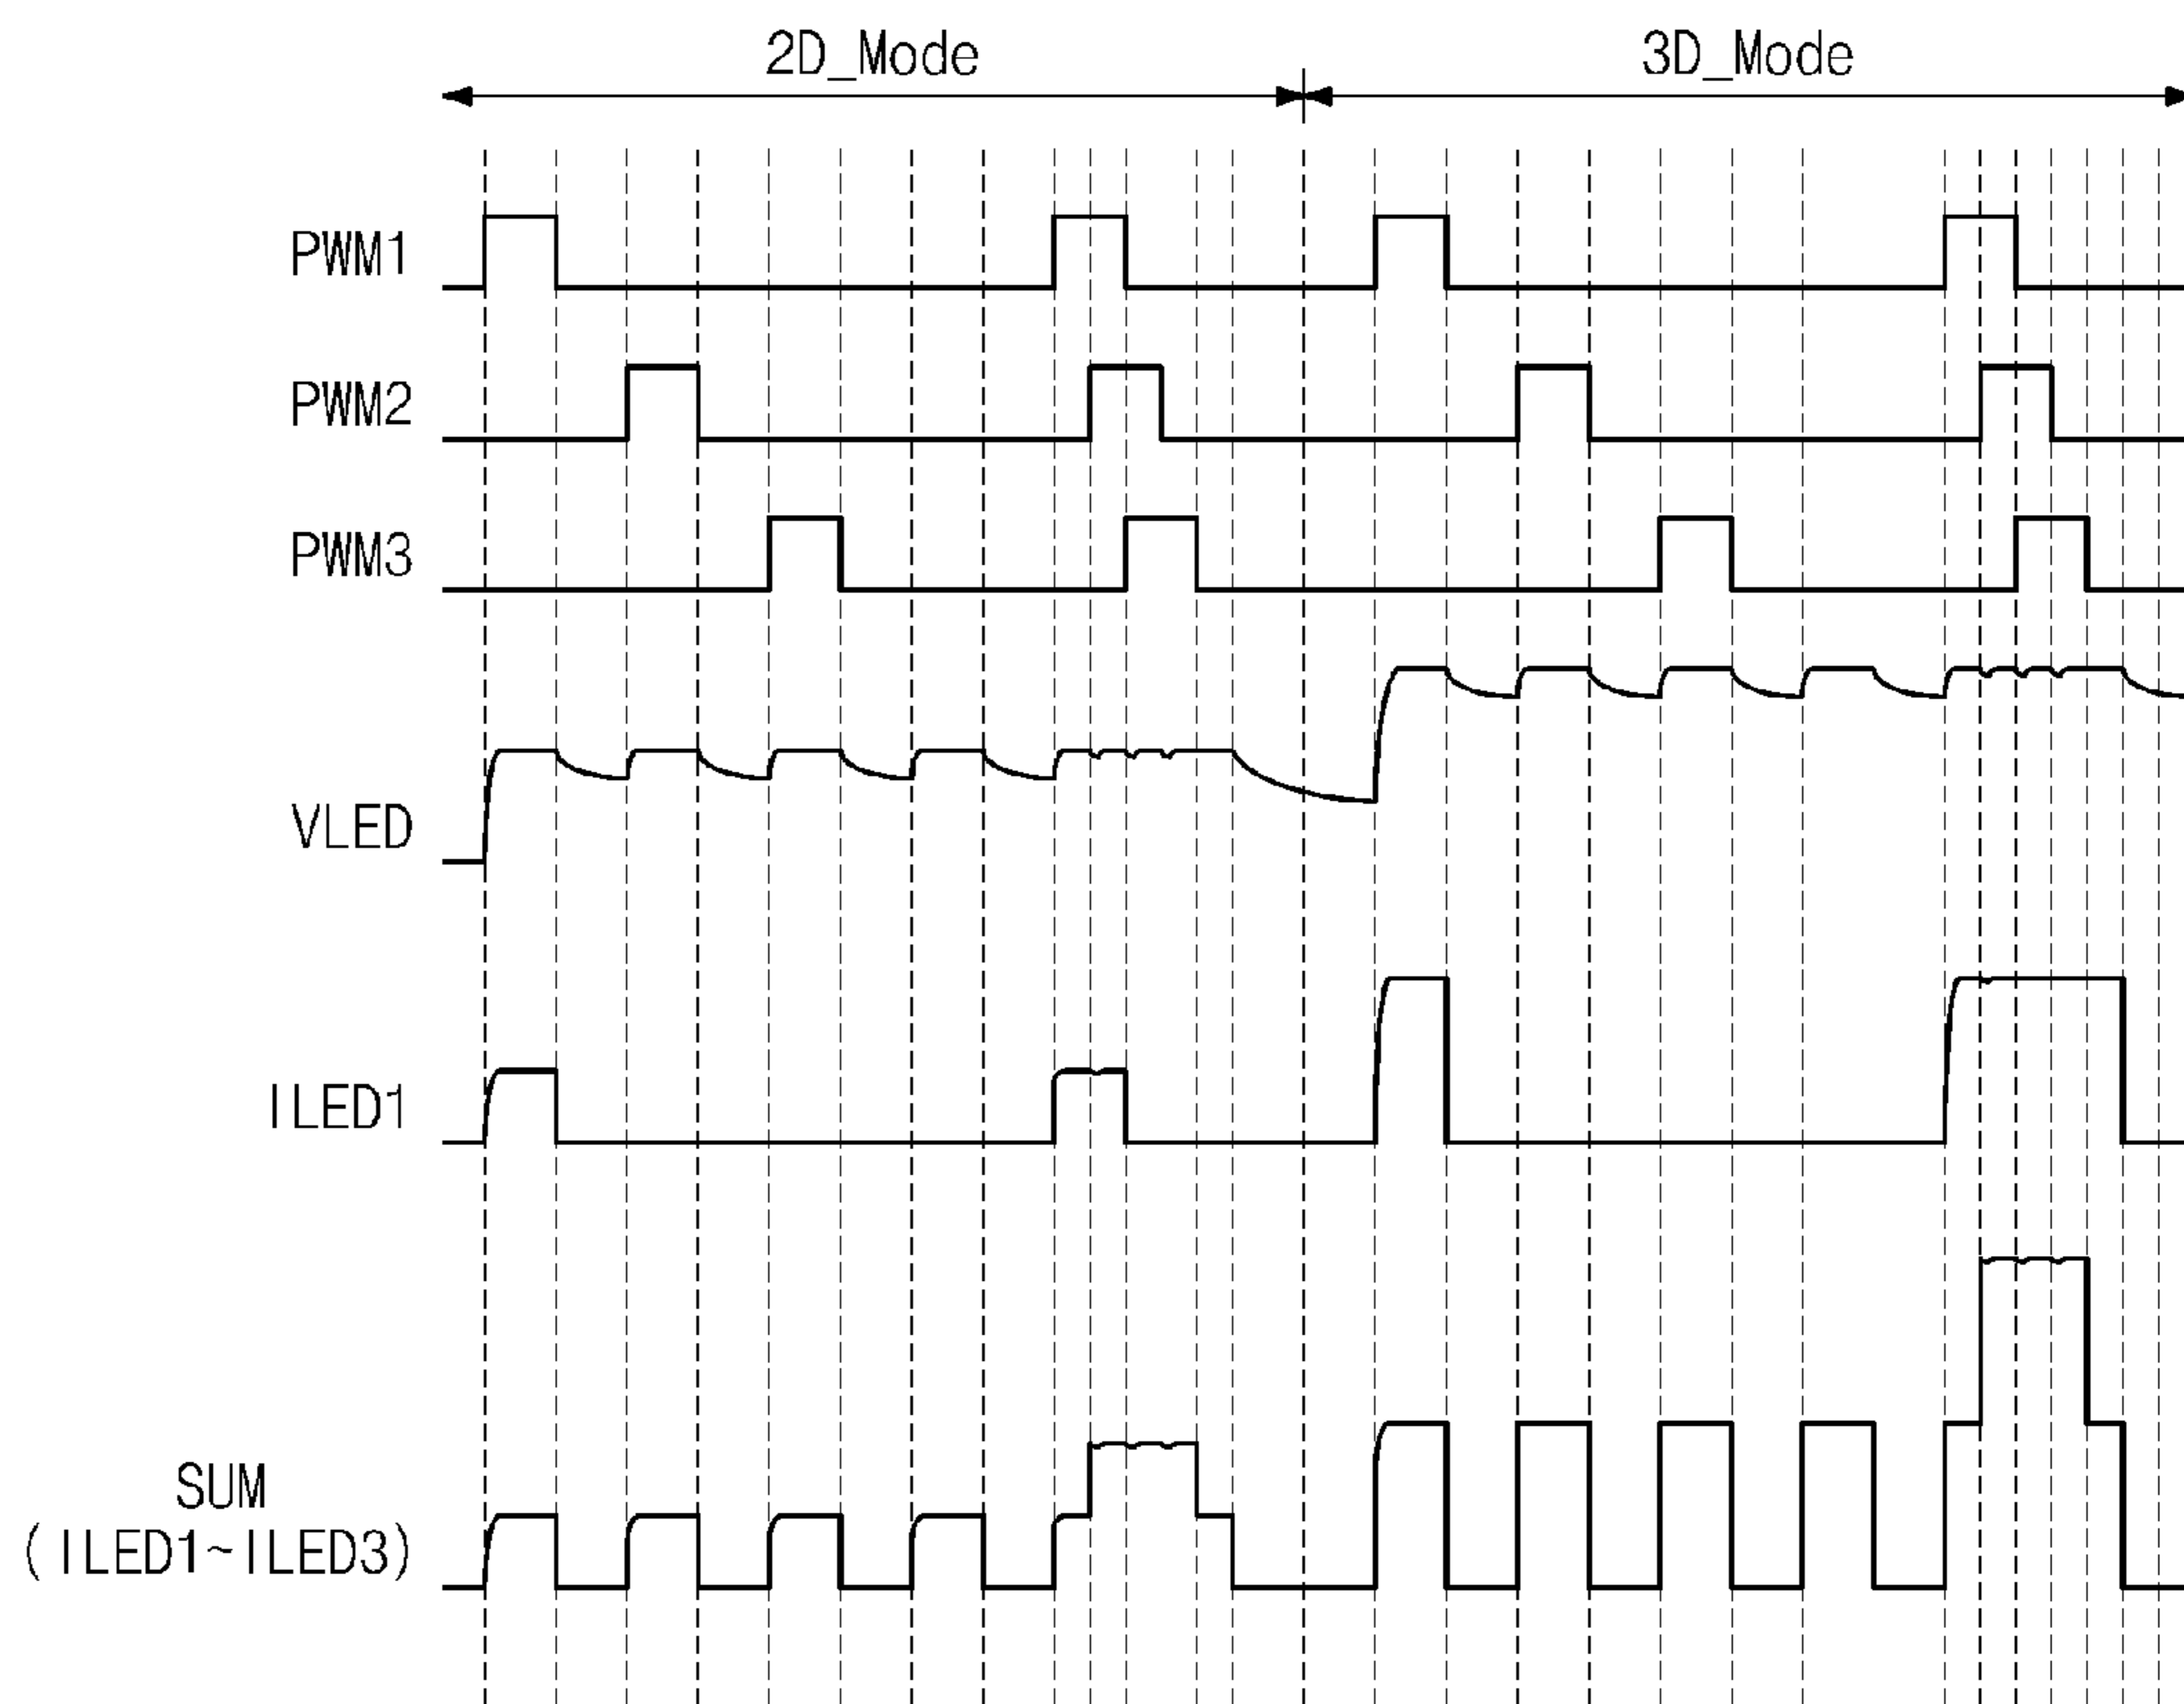 2D_Mode
3D_Mode
PWM1
PWM2
PWM3
VLED
ILED1
SUM
(ILED1~ILED3)